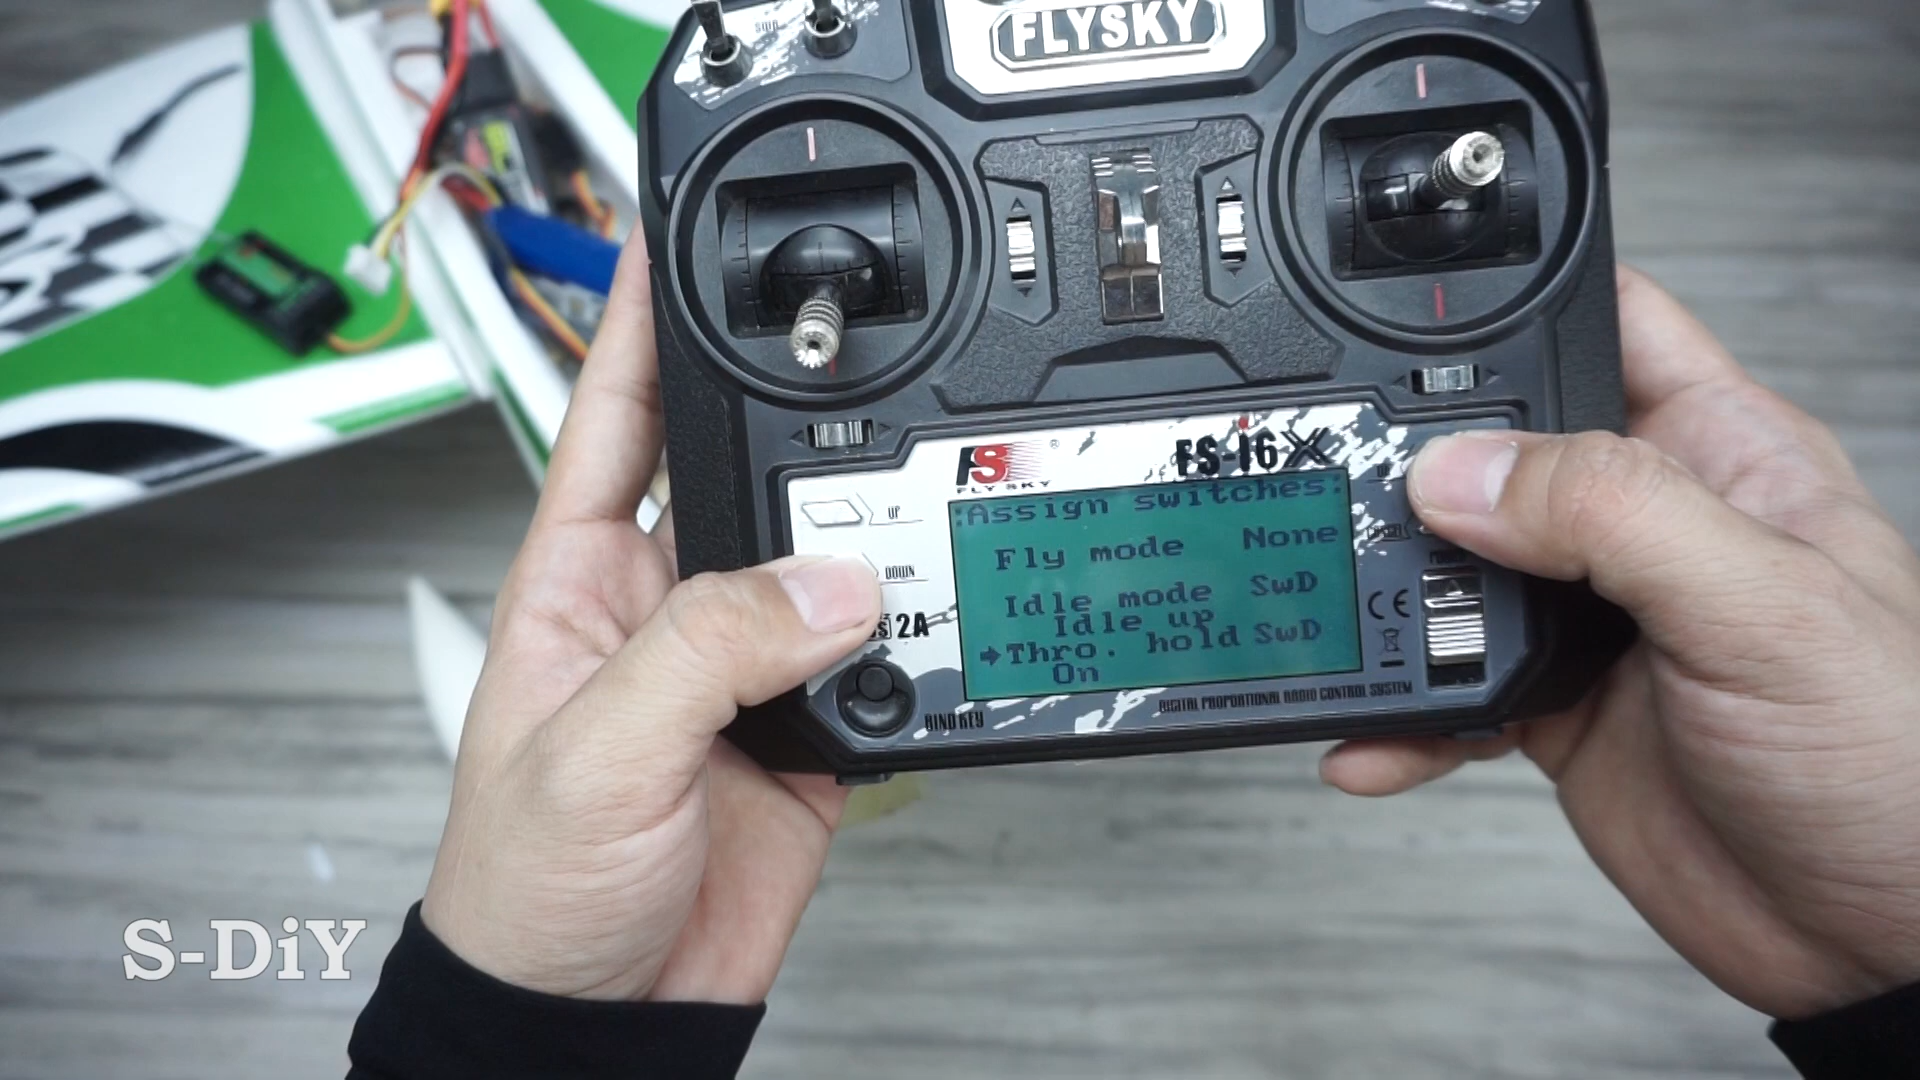 SWB
FLYSKY
FS
®
FS-i6X
FLY SKY
UP
DOWN
:Assign switches:
Fly mode None
Idle mode SwD
Idle up
➔Thro. hold SwD
On
CE
2A
BIND KEY
DIGITAL PROPORTIONAL RADIO CONTROL SYSTEM
S-DiY